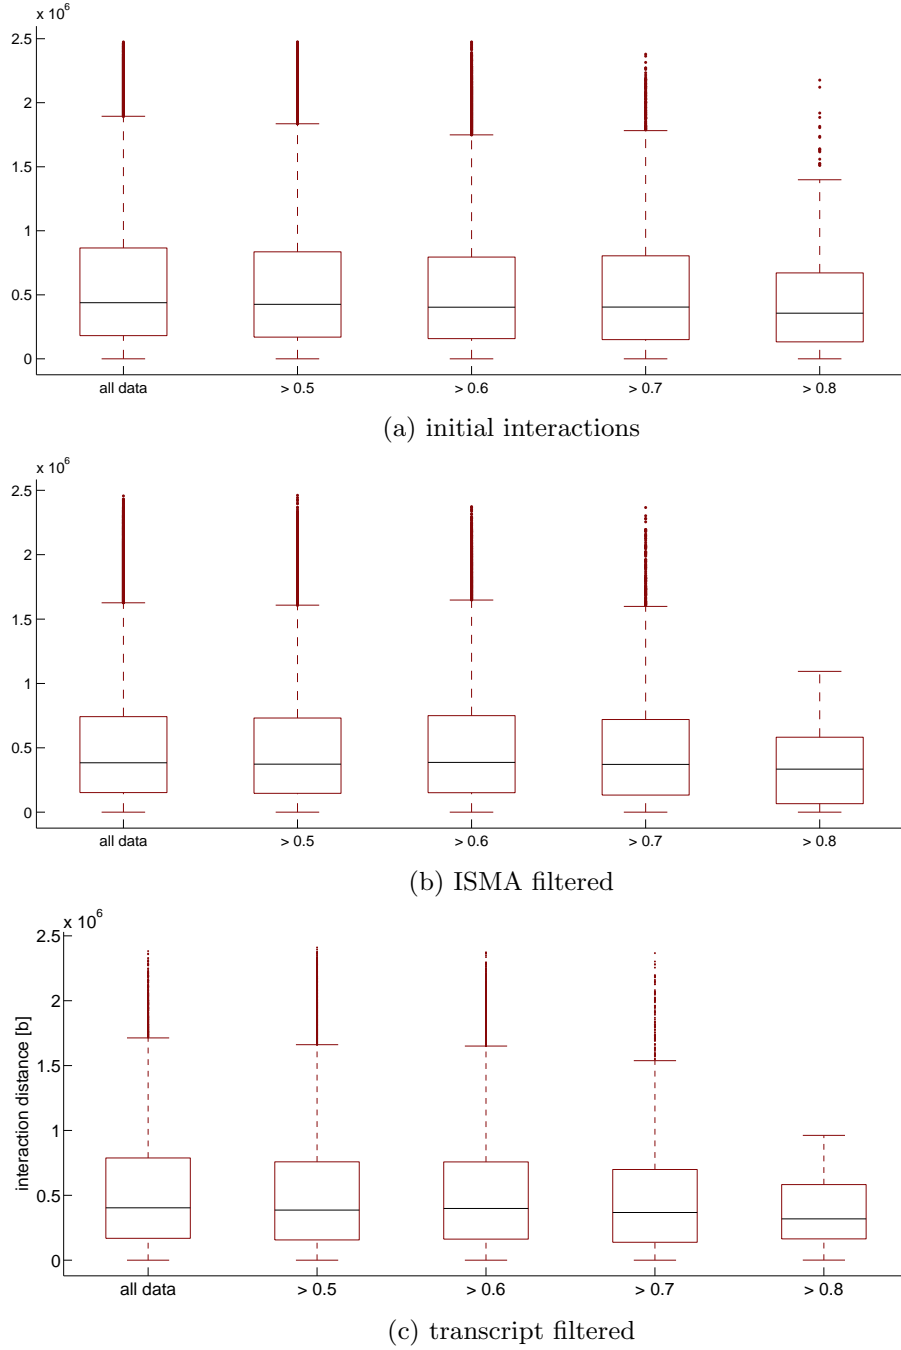 x 10^6
2.5
2
1.5
1
0.5
0
all data > 0.5 > 0.6 > 0.7 > 0.8
(a) initial interactions
x 10^6
2.5
2
1.5
1
0.5
0
all data > 0.5 > 0.6 > 0.7 > 0.8
(b) ISMA filtered
x 10^6
2.5
2
1.5
1
0.5
0
interaction distance [b]
all data > 0.5 > 0.6 > 0.7 > 0.8
(c) transcript filtered